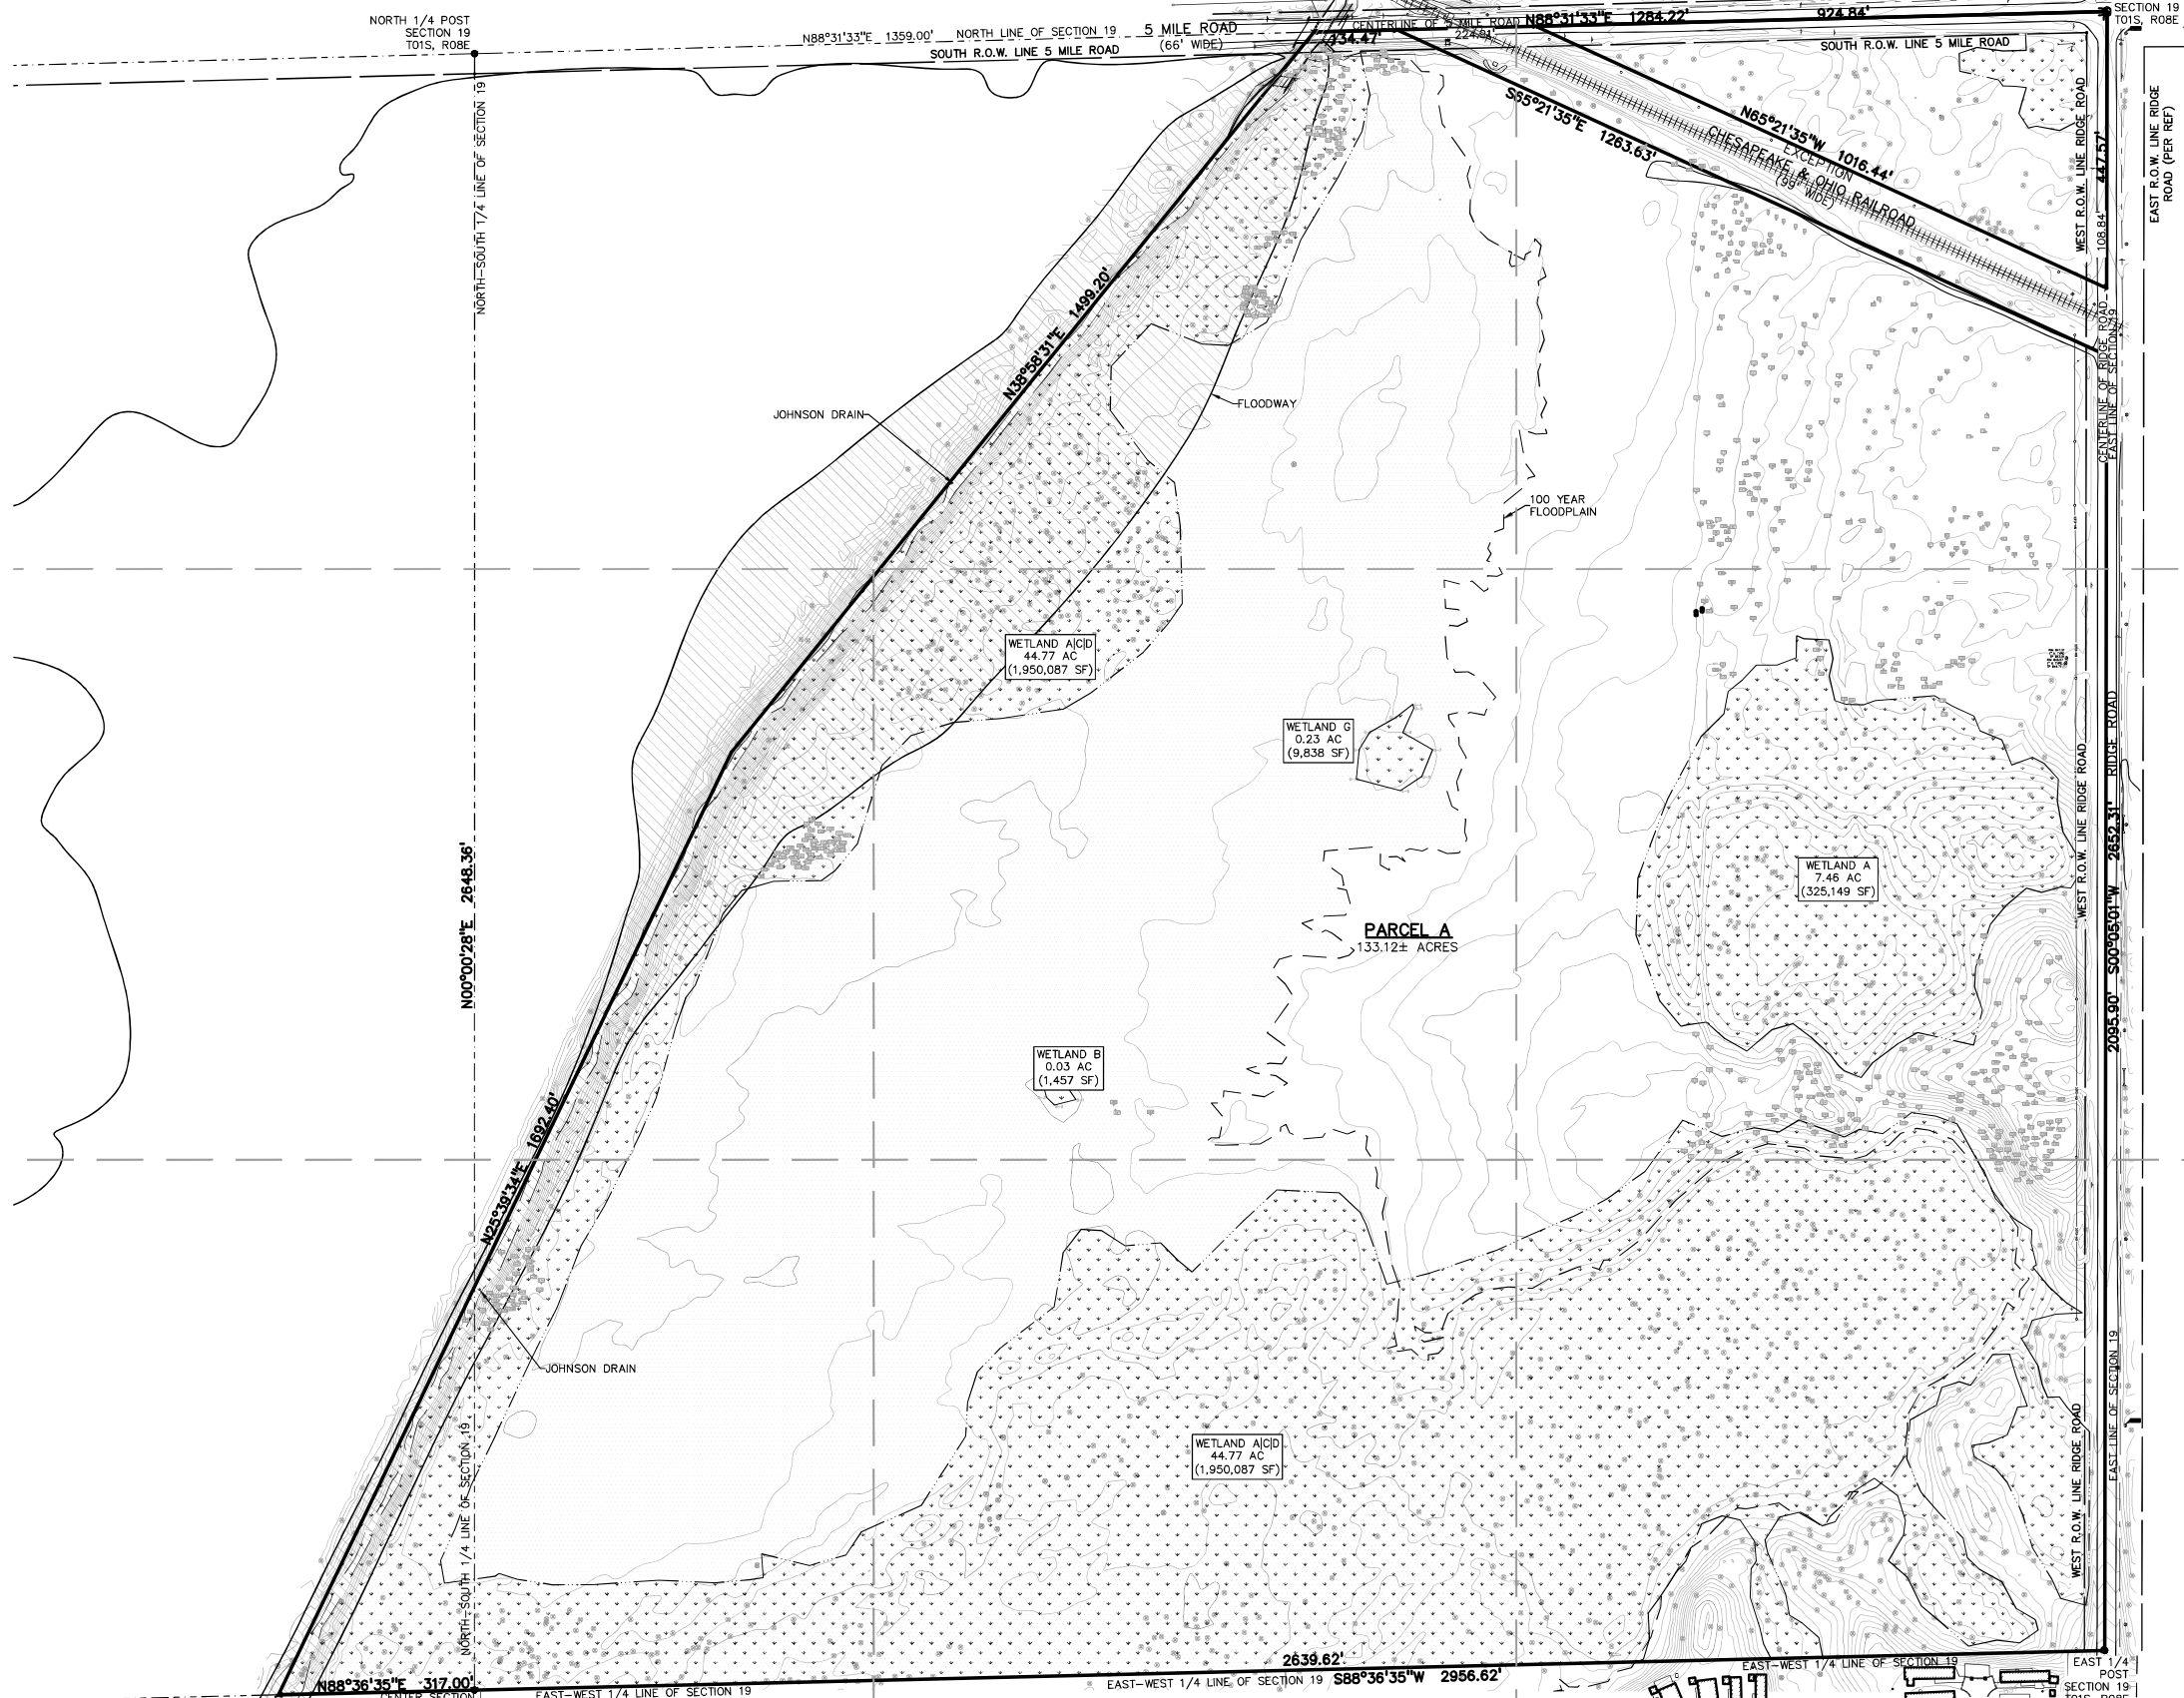 NORTH 1/4 POST
SECTION 19
T01S, R08E
N88°31'33"E 1359.00'
NORTH LINE OF SECTION 19
5 MILE ROAD
(66' WIDE)
SOUTH R.O.W. LINE 5 MILE ROAD
CENTERLINE OF 5 MILE ROAD
N88°31'33"E 1284.22'
924.84'
334.47'
SOUTH R.O.W. LINE 5 MILE ROAD
SECTION 19
T01S, R08E
EAST R.O.W. LINE RIDGE
ROAD (PER REF)
WEST R.O.W. LINE RIDGE ROAD
447.57'
108.84'
S65°21'35"E 1263.63'
N65°21'35"W 1016.44'
EXCEPTION
CHESAPEAKE & OHIO RAILROAD
(99' WIDE)
NORTH-SOUTH 1/4 LINE OF SECTION 19
CENTERLINE OF RIDGE ROAD
EAST LINE OF SECTION 19
N38°58'31"E 1499.20'
JOHNSON DRAIN
FLOODWAY
100 YEAR
FLOODPLAIN
WETLAND A|C|D
44.77 AC
(1,950,087 SF)
WETLAND G
0.23 AC
(9,838 SF)
WETLAND A
7.46 AC
(325,149 SF)
PARCEL A
133.12± ACRES
N00°00'28"E 2648.36'
WEST R.O.W. LINE RIDGE ROAD
RIDGE ROAD
2095.90' S00°05'01"W 2652.31'
WETLAND B
0.03 AC
(1,457 SF)
N25°39'34"E 1692.40'
JOHNSON DRAIN
WETLAND A|C|D
44.77 AC
(1,950,087 SF)
NORTH-SOUTH 1/4 LINE OF SECTION 19
WEST R.O.W. LINE RIDGE ROAD
EAST LINE OF SECTION 19
N88°36'35"E 317.00'
CENTER SECTION
EAST-WEST 1/4 LINE OF SECTION 19
2639.62'
EAST-WEST 1/4 LINE OF SECTION 19
S88°36'35"W 2956.62'
EAST-WEST 1/4 LINE OF SECTION 19
EAST 1/4
POST
SECTION 19
T01S, R08E